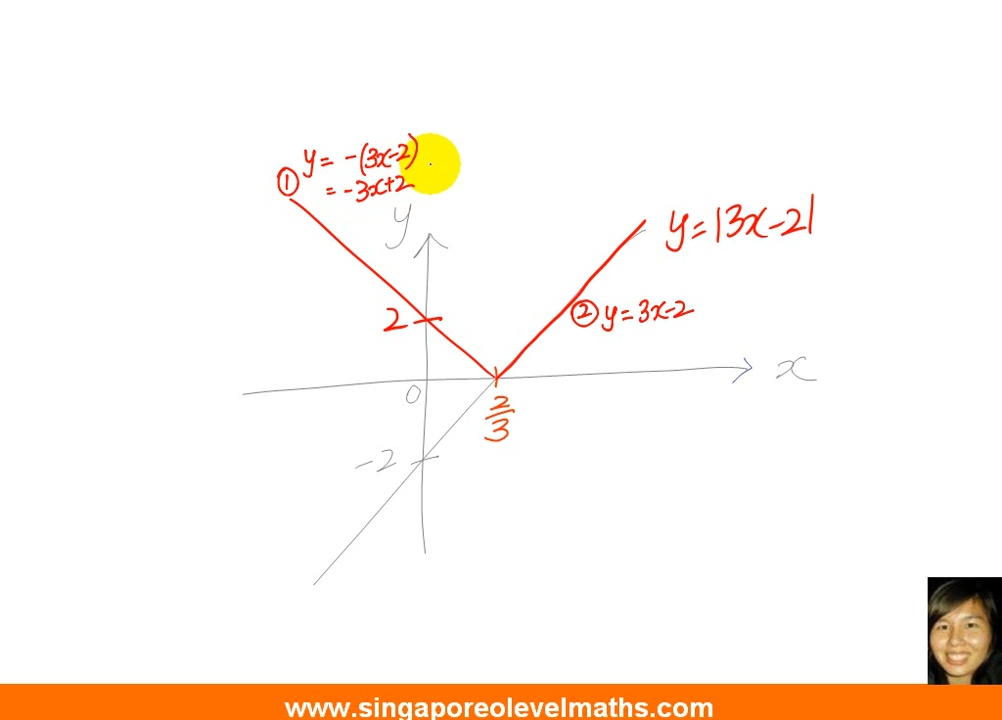 ① y = -(3x-2)
= -3x+2
y
y = |3x-2|
2
② y = 3x-2
x
0
2/3
-2
www.singaporeolevelmaths.com